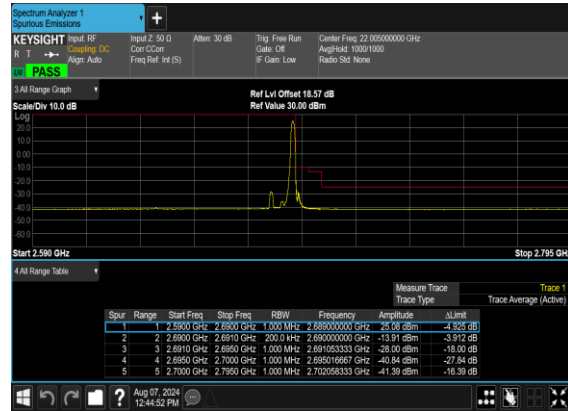 Spectrum Analyzer 1
Spurious Emissions
+
KEYSIGHT Input: RF Input Z: 50 Ω Atten: 30 dB Trig: Free Run Center Freq: 22.005000000 GHz
R T Coupling: DC Corr CCorr Gate: Off Avg|Hold: 1000/1000
Align: Auto Freq Ref: Int (S) IF Gain: Low Radio Std: None
PASS
3 All Range Graph
Ref Lvl Offset 18.57 dB
Scale/Div 10.0 dB Ref Value 30.00 dBm
Log
20.0
10.0
0.00
-10.0
-20.0
-30.0
-40.0
-50.0
-60.0
Start 2.590 GHz Stop 2.795 GHz
4 All Range Table
Measure Trace Trace 1
Trace Type Trace Average (Active)
Spur Range Start Freq Stop Freq RBW Frequency Amplitude ΔLimit
1 1 2.5900 GHz 2.6900 GHz 1.000 MHz 2.689000000 GHz 25.08 dBm -4.925 dB
2 2 2.6900 GHz 2.6910 GHz 200.0 kHz 2.690000000 GHz -13.91 dBm -3.912 dB
3 3 2.6910 GHz 2.6950 GHz 1.000 MHz 2.691053333 GHz -28.00 dBm -18.00 dB
4 4 2.6950 GHz 2.7000 GHz 1.000 MHz 2.695016667 GHz -40.84 dBm -27.84 dB
5 5 2.7000 GHz 2.7950 GHz 1.000 MHz 2.702058333 GHz -41.39 dBm -16.39 dB
? Aug 07, 2024
12:44:52 PM